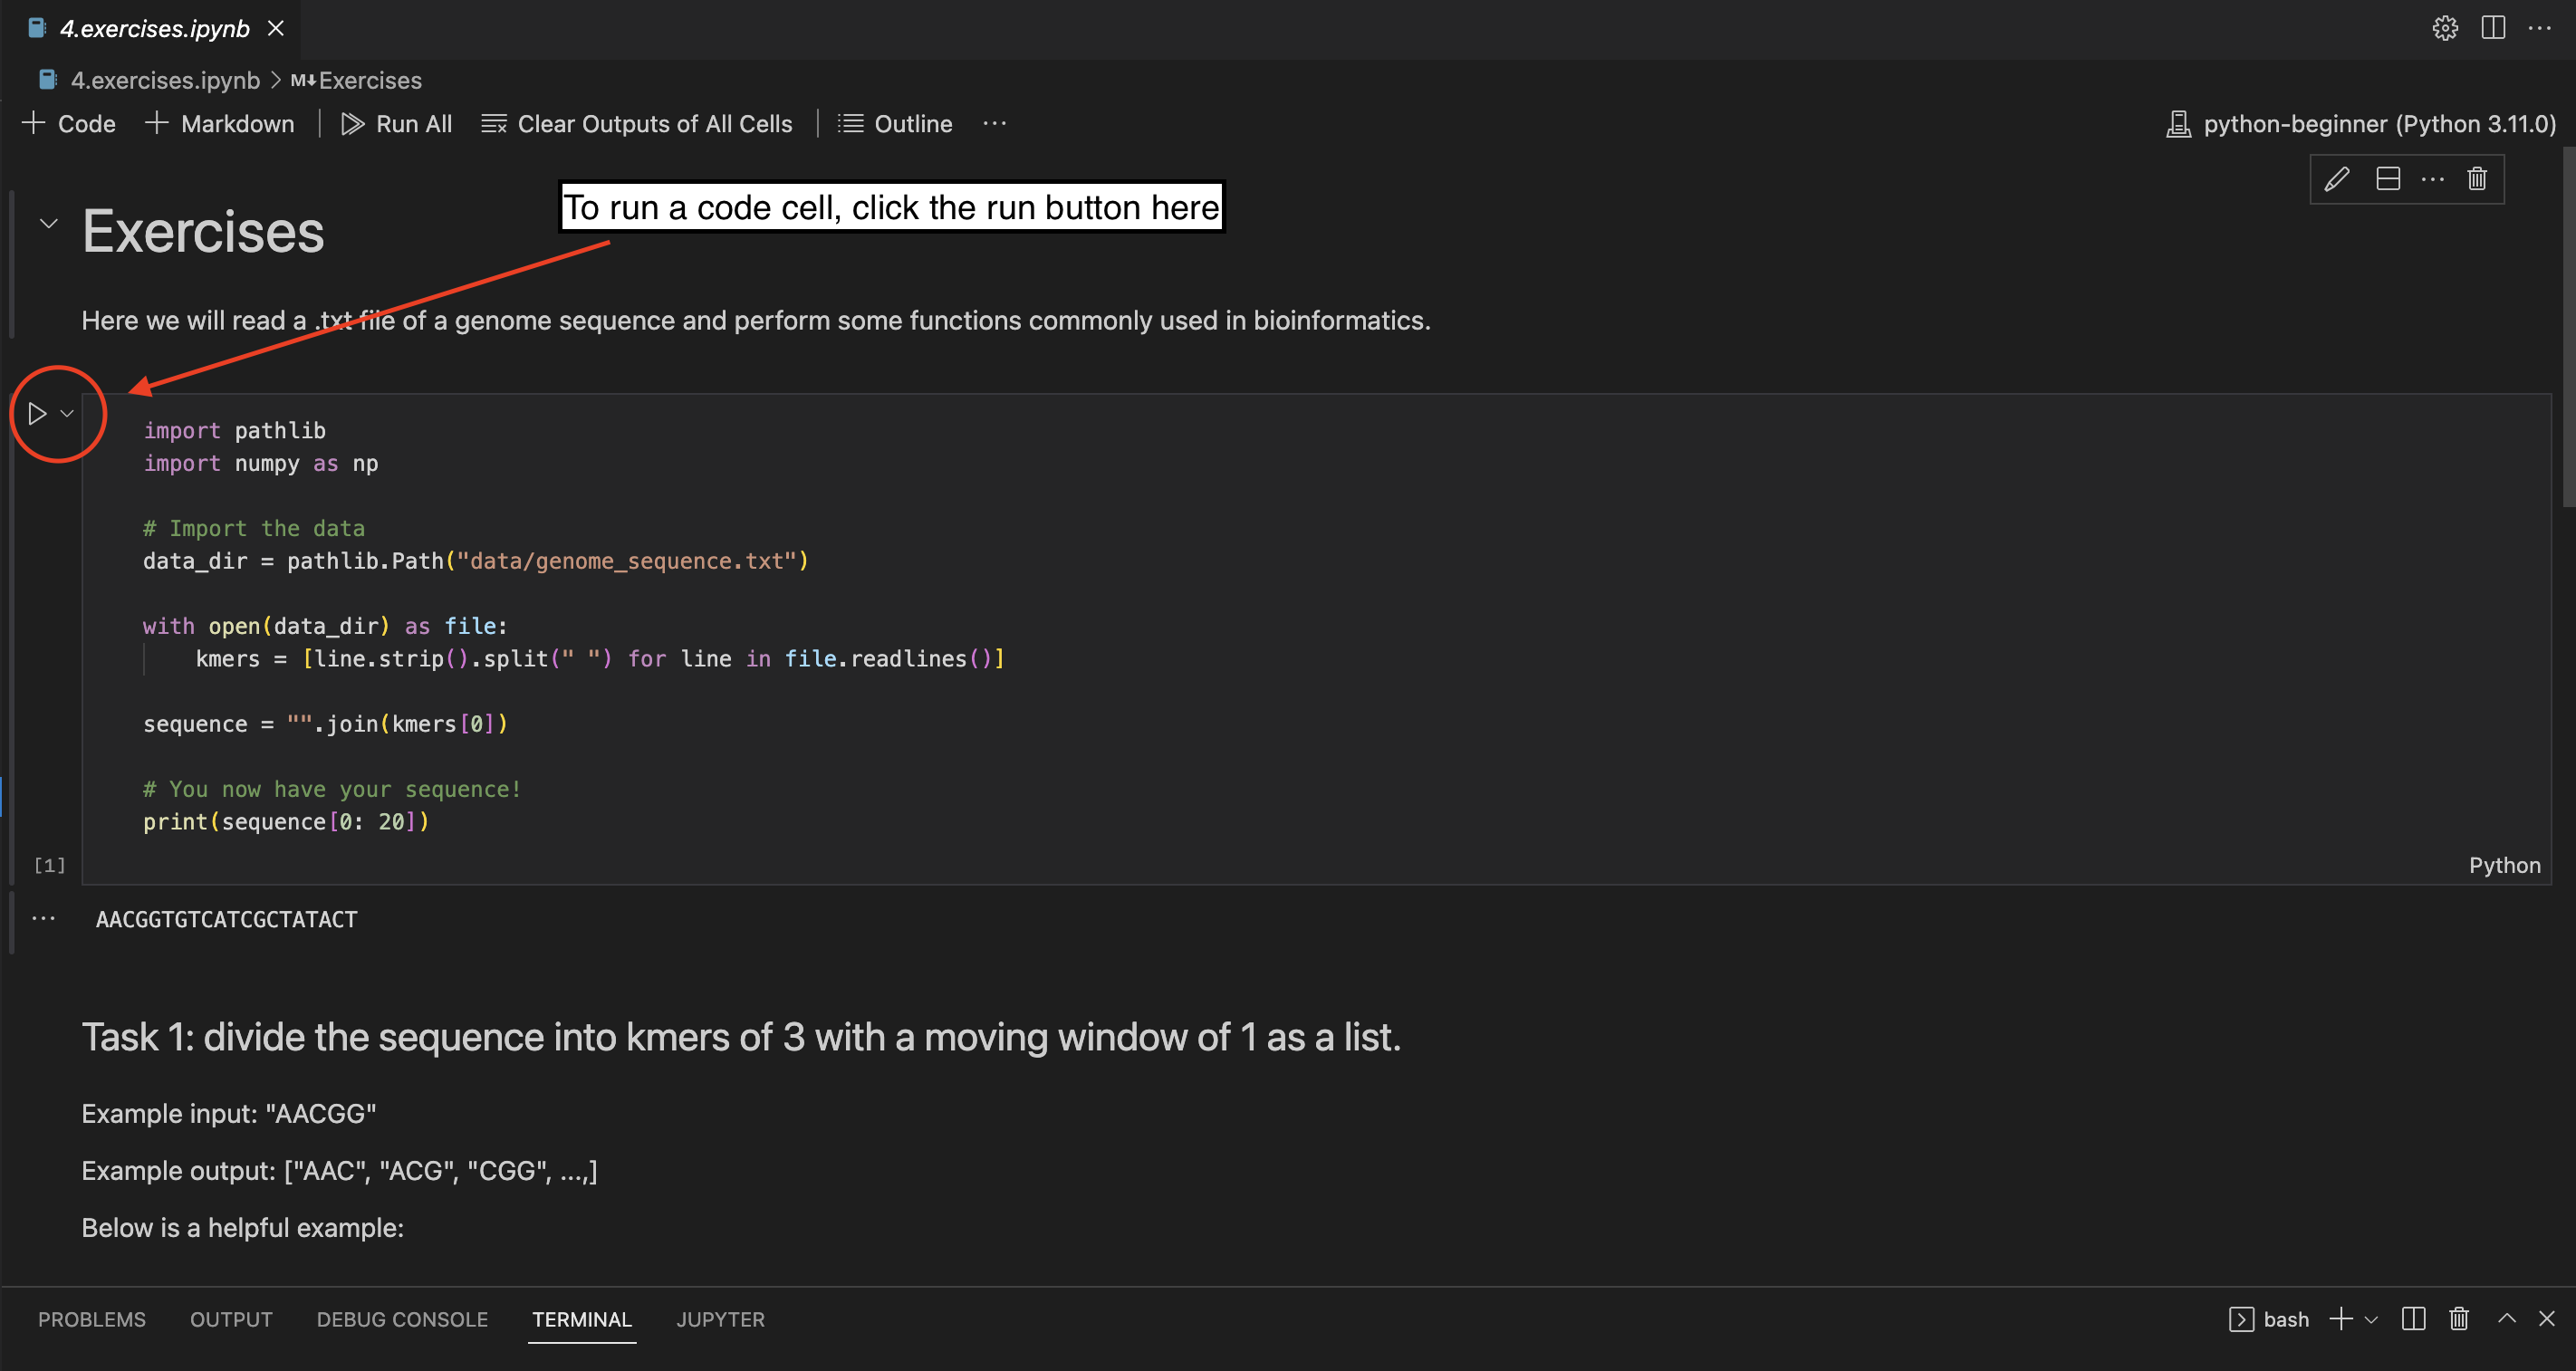 4.exercises.ipynb
4.exercises.ipynb > M↓Exercises
+ Code + Markdown | Run All Clear Outputs of All Cells | Outline ... python-beginner (Python 3.11.0)
To run a code cell, click the run button here
Exercises
Here we will read a .txt file of a genome sequence and perform some functions commonly used in bioinformatics.
import pathlib
import numpy as np
# Import the data
data_dir = pathlib.Path("data/genome_sequence.txt")
with open(data_dir) as file:
    kmers = [line.strip().split(" ") for line in file.readlines()]
sequence = "".join(kmers[0])
# You now have your sequence!
print(sequence[0: 20])
[1] Python
... AACGGTGTCATCGCTATACT
Task 1: divide the sequence into kmers of 3 with a moving window of 1 as a list.
Example input: "AACGG"
Example output: ["AAC", "ACG", "CGG", ...,]
Below is a helpful example:
PROBLEMS OUTPUT DEBUG CONSOLE TERMINAL JUPYTER bash